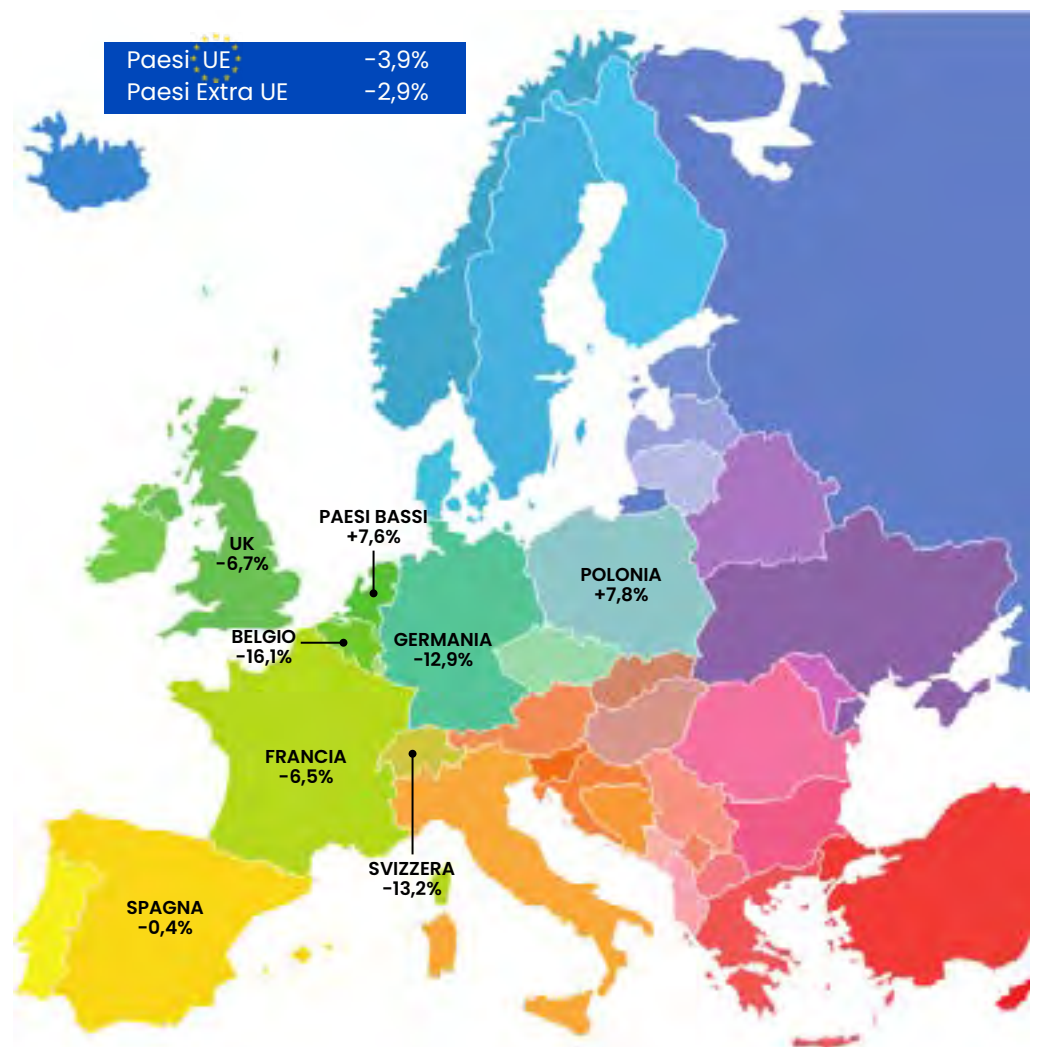 Paesi UE -3,9%
Paesi Extra UE -2,9%
PAESI BASSI
+7,6%
UK
-6,7%
POLONIA
+7,8%
BELGIO
-16,1%
GERMANIA
-12,9%
FRANCIA
-6,5%
SVIZZERA
-13,2%
SPAGNA
-0,4%